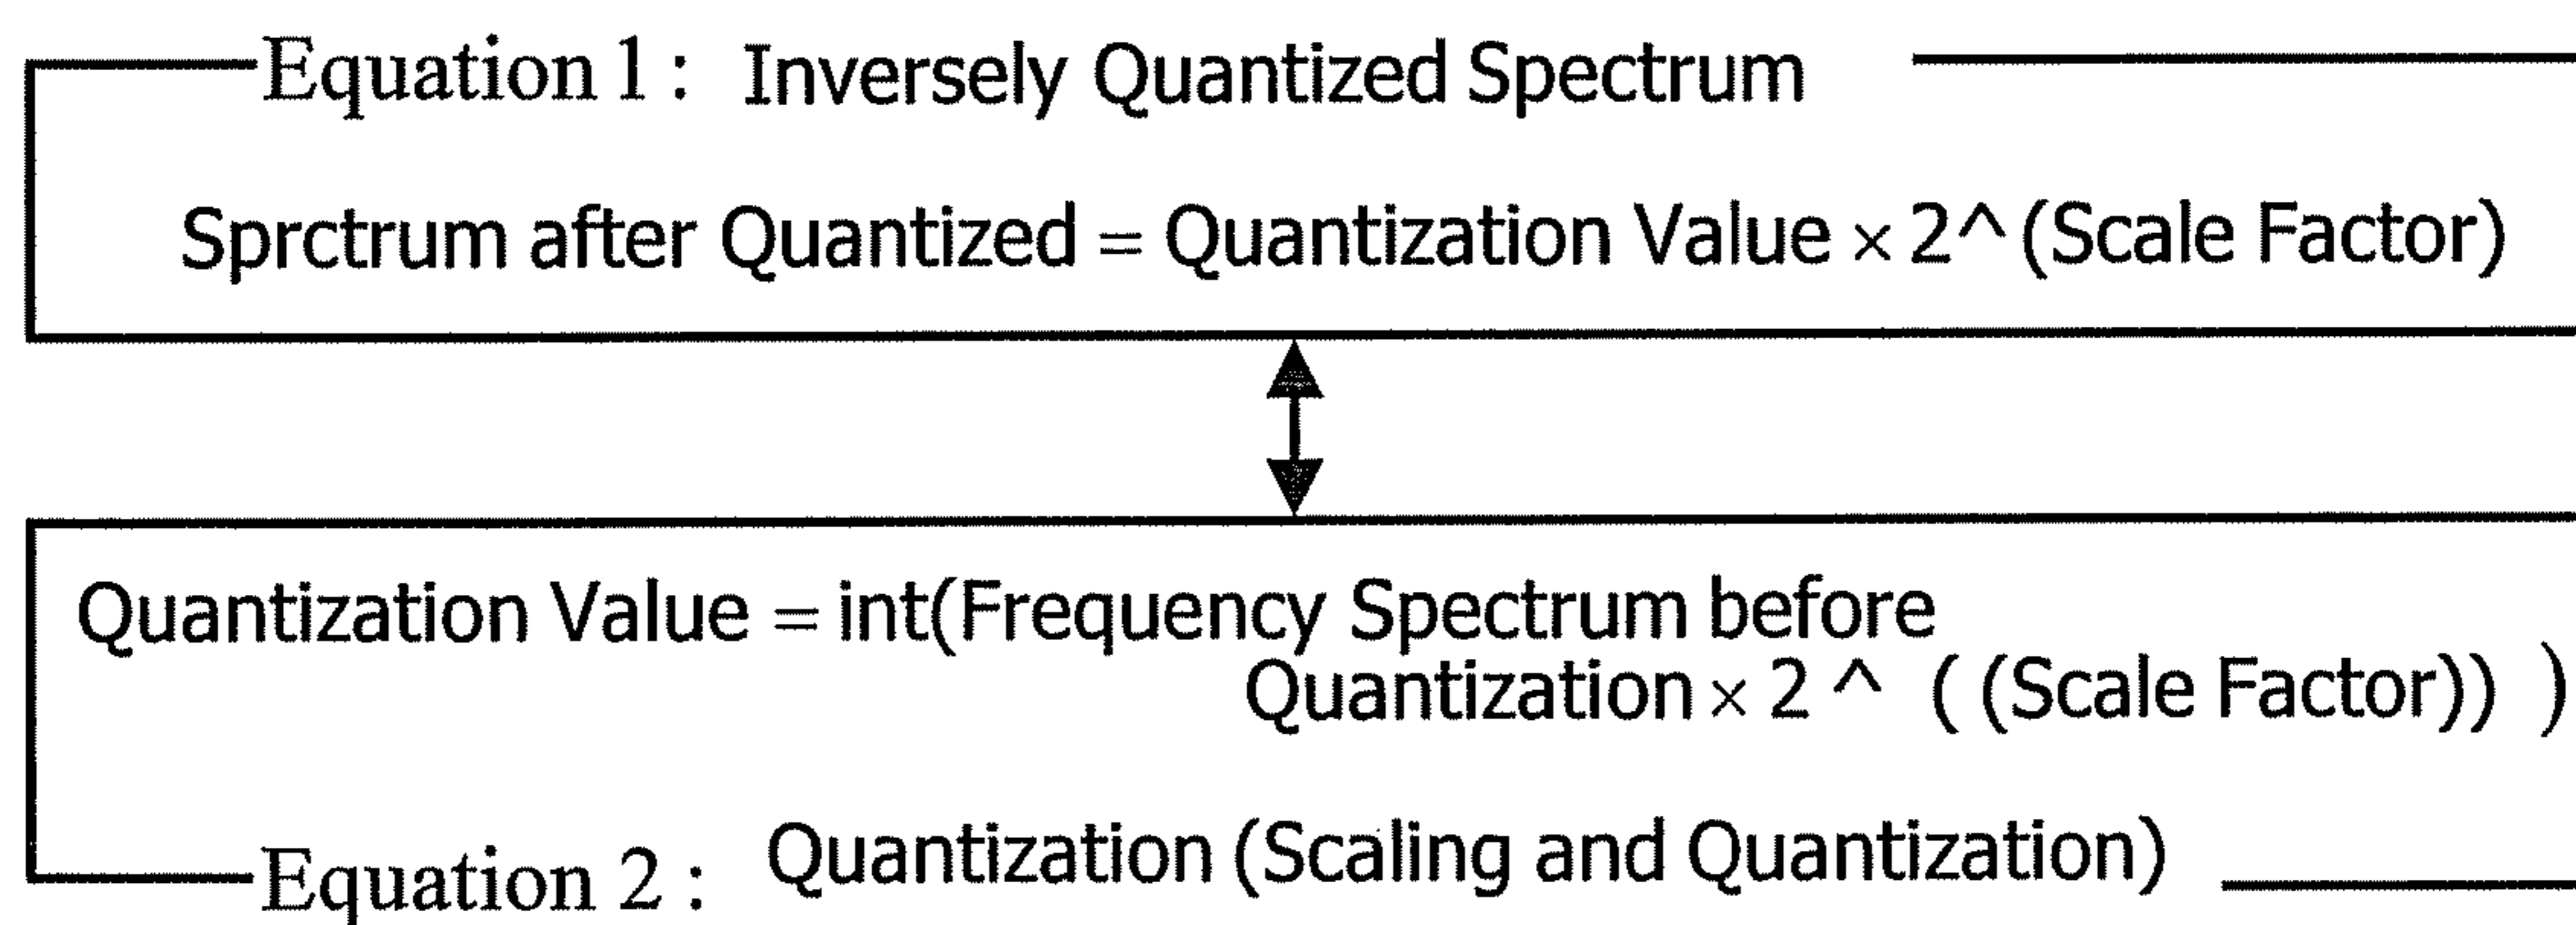 Equation 1 : Inversely Quantized Spectrum
Sprctrum after Quantized = Quantization Value × 2^(Scale Factor)
Quantization Value = int(Frequency Spectrum before
Quantization × 2 ^ ( (Scale Factor)) )
Equation 2 : Quantization (Scaling and Quantization)